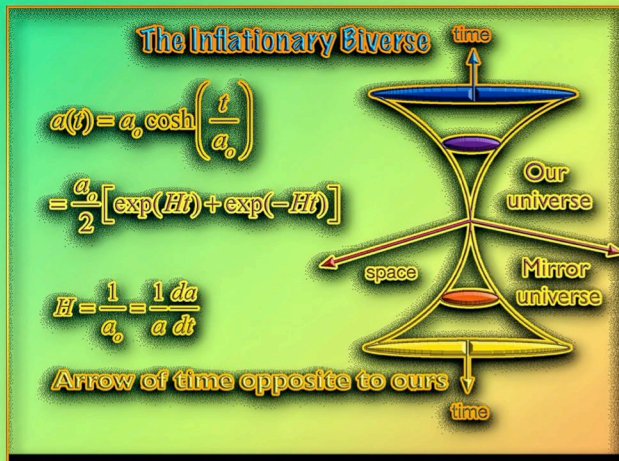 The Inflationary Biverse
time
a(t) = a₀ cosh(t/a₀)
= a₀/2 [exp(Ht) + exp(-Ht)]
Our
universe
space
Mirror
universe
H = 1/a₀ = 1/a da/dt
Arrow of time opposite to ours
time